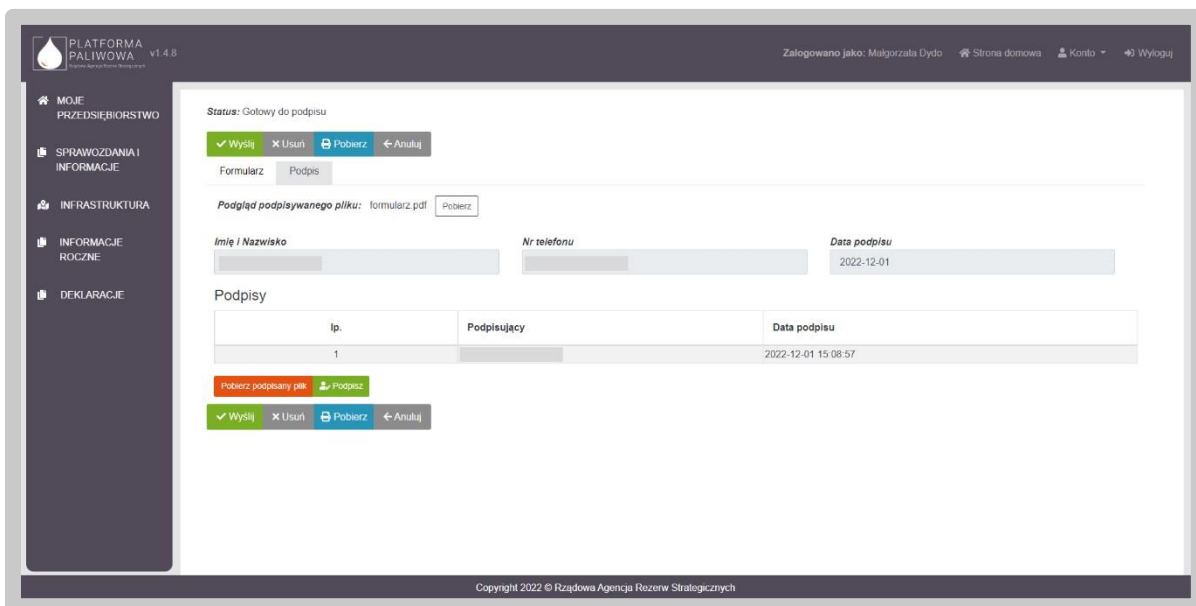 PLATFORMA
PALIWOWA v1.4.8
Zalogowano jako: Małgorzata Dydo Strona domowa Konto Wyloguj
MOJE
PRZEDSIĘBIORSTWO
SPRAWOZDANIA I
INFORMACJE
INFRASTRUKTURA
INFORMACJE
ROCZNE
DEKLARACJE
Status: Gotowy do podpisu
Wyślij Usuń Pobierz Anuluj
Formularz Podpis
Podgląd podpisywanego pliku: formularz.pdf Pobierz
Imię i Nazwisko Nr telefonu Data podpisu
2022-12-01
Podpisy
lp. Podpisujący Data podpisu
1 2022-12-01 15:08:57
Pobierz podpisany plik Podpisz
Wyślij Usuń Pobierz Anuluj
Copyright 2022 © Rządowa Agencja Rezerw Strategicznych